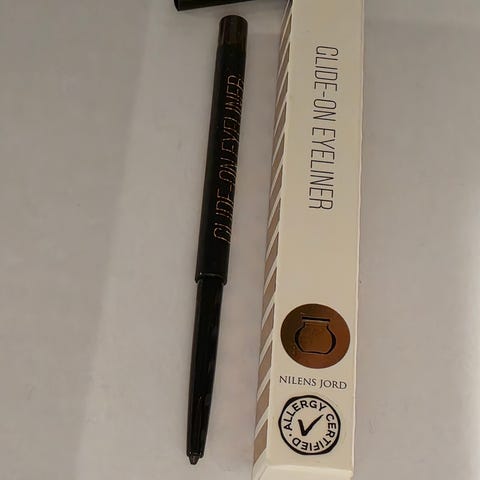 GLIDE-ON EYELINER
GLIDE-ON EYELINER
NILENS JORD
ALLERGY CERTIFIED